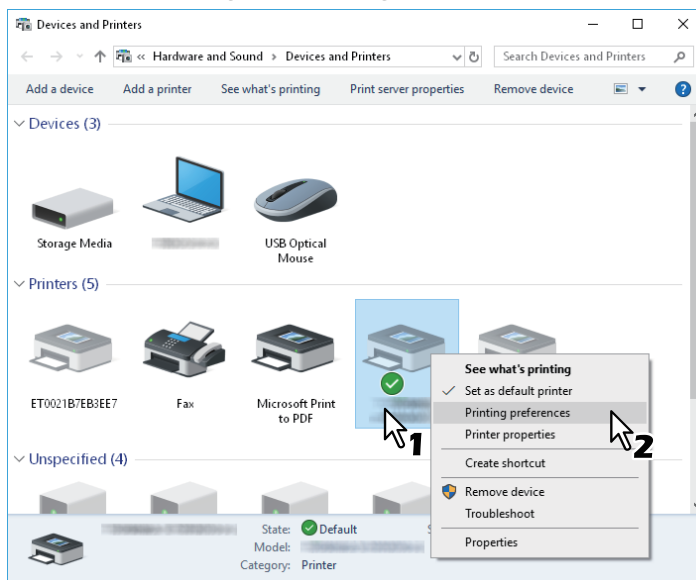 Devices and Printers
« Hardware and Sound > Devices and Printers
Search Devices and Printers
Add a device
Add a printer
See what's printing
Print server properties
Remove device
?
Devices (3)
Storage Media
USB Optical
Mouse
Printers (5)
ET0021B7EB3EE7
Fax
Microsoft Print
to PDF
See what's printing
Set as default printer
Printing preferences
Printer properties
Create shortcut
Remove device
Troubleshoot
Properties
1
2
Unspecified (4)
State: Default
Model:
Category: Printer